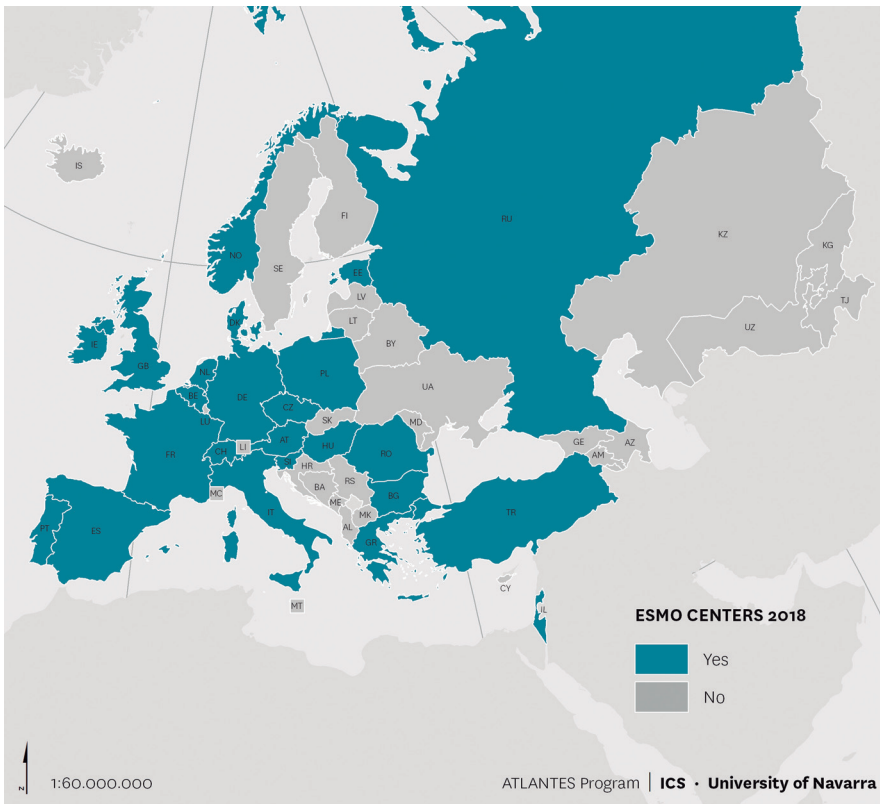 IS
RU
KZ
KG
TJ
UZ
FI
NO
SE
EE
LV
LT
DK
BY
IE
GB
NL
PL
BE
DE
UA
CZ
LU
SK
MD
FR
CH
LI
AT
HU
RO
GE
AZ
AM
SI
HR
BA
RS
MC
ME
BG
IT
MK
PT
ES
AL
TR
GR
CY
MT
IL
ESMO CENTERS 2018
Yes
No
N
1:60.000.000
ATLANTES Program | ICS · University of Navarra